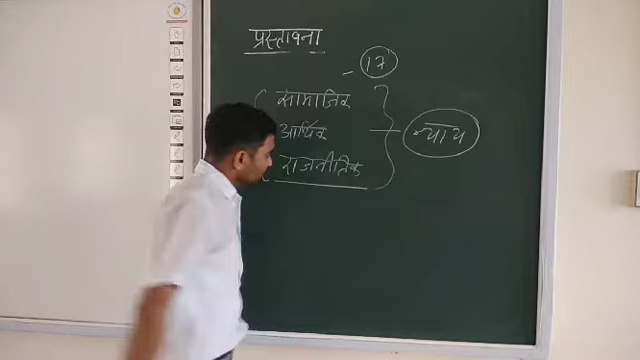 प्रस्तावना
17
सामाजिक
आर्थिक
न्याय
राजनीतिक